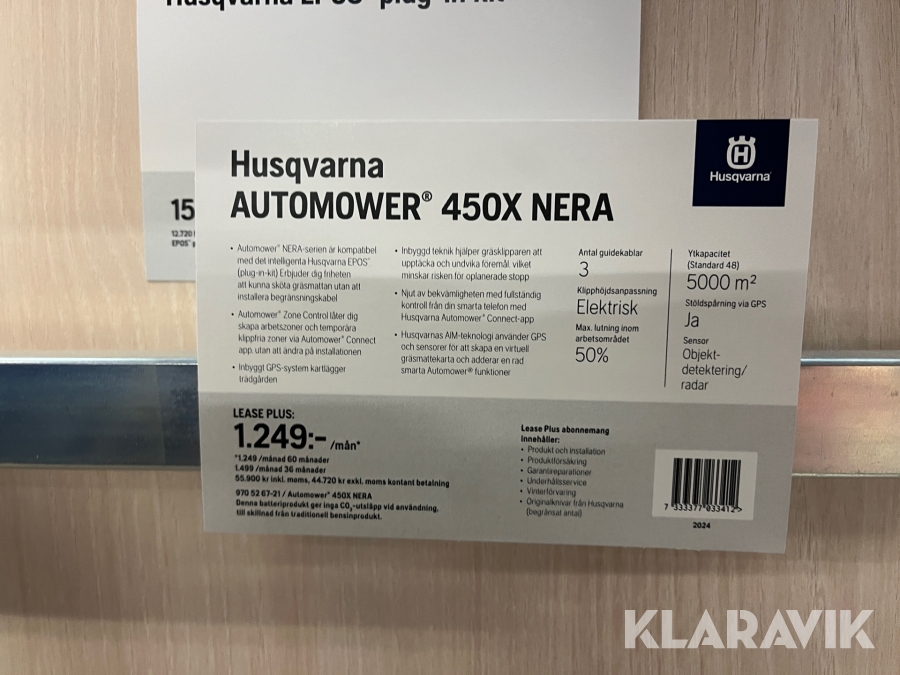 Husqvarna EPOS® plug-in kit
15
12.720
EPOS®
Husqvarna
AUTOMOWER® 450X NERA
Husqvarna
• Automower® NERA-serien är kompatibel
med det intelligenta Husqvarna EPOS™
(plug-in-kit) Erbjuder dig friheten
att kunna sköta gräsmattan utan att
installera begränsningskabel
• Automower® Zone Control låter dig
skapa arbetszoner och temporära
klippfria zoner via Automower® Connect
app, utan att ändra på installationen
• Inbyggt GPS-system kartlägger
trädgården
• Inbyggd teknik hjälper gräsklipparen att
upptäcka och undvika föremål, vilket
minskar risken för oplanerade stopp
• Njut av bekvämligheten med fullständig
kontroll från din smarta telefon med
Husqvarna Automower® Connect-app
• Husqvarnas AIM-teknologi använder GPS
och sensorer för att skapa en virtuell
gräsmattekarta och adderar en rad
smarta Automower® funktioner
Antal guidekablar
3
Klipphöjdsanpassning
Elektrisk
Max. lutning inom
arbetsområdet
50%
Ytkapacitet
(Standard 48)
5000 m²
Stöldspårning via GPS
Ja
Sensor
Objekt-
detektering/
radar
LEASE PLUS:
1.249:- /mån*
*1.249 /månad 60 månader
1.499 /månad 36 månader
55.900 kr inkl. moms, 44.720 kr exkl. moms kontant betalning
970 52 67-21 / Automower® 450X NERA
Denna batteriprodukt ger inga CO₂-utsläpp vid användning,
till skillnad från traditionell bensinprodukt.
Lease Plus abonnemang
innehåller:
• Produkt och installation
• Produktförsäkring
• Garantireparationer
• Underhållsservice
• Vinterförvaring
• Originalknivar från Husqvarna
(begränsat antal)
7 333377 033412 >
2024
KLARAVIK